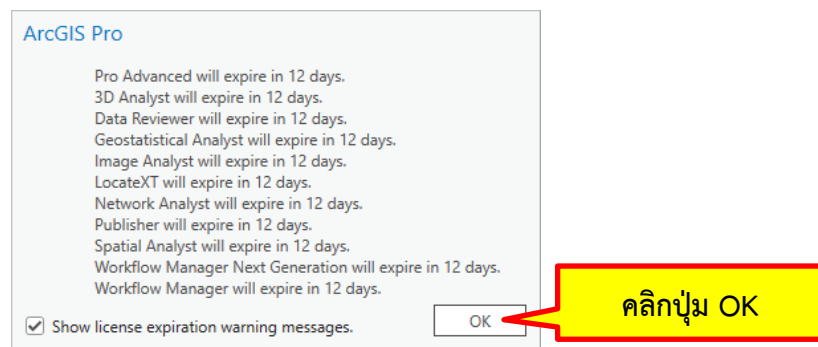 ArcGIS Pro
Pro Advanced will expire in 12 days.
3D Analyst will expire in 12 days.
Data Reviewer will expire in 12 days.
Geostatistical Analyst will expire in 12 days.
Image Analyst will expire in 12 days.
LocateXT will expire in 12 days.
Network Analyst will expire in 12 days.
Publisher will expire in 12 days.
Spatial Analyst will expire in 12 days.
Workflow Manager Next Generation will expire in 12 days.
Workflow Manager will expire in 12 days.
Show license expiration warning messages.
OK
คลิกปุ่ม OK